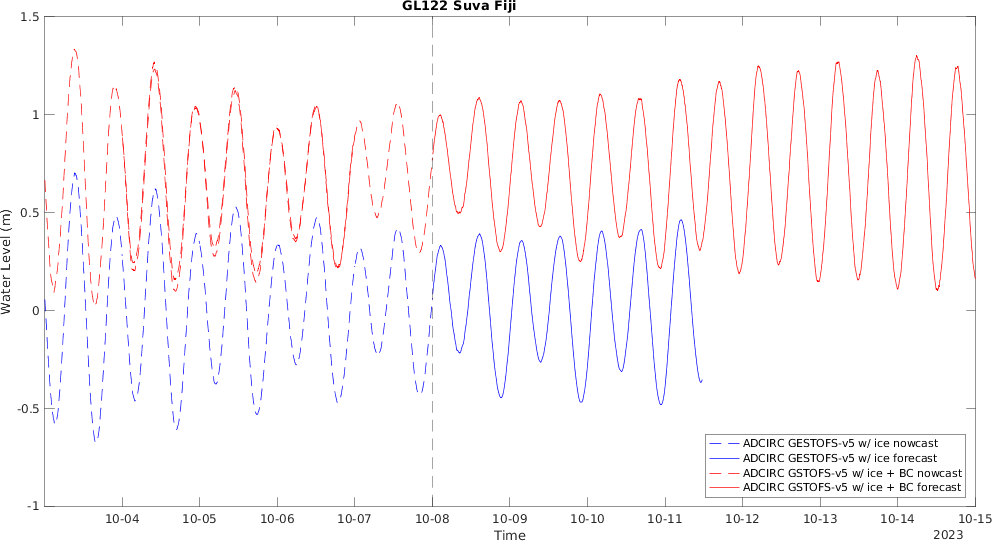 GL122 Suva Fiji
1.5
1
0.5
0
-0.5
-1
Water Level (m)
10-04 10-05 10-06 10-07 10-08 10-09 10-10 10-11 10-12 10-13 10-14 10-15
Time
2023
ADCIRC GESTOFS-v5 w/ ice nowcast
ADCIRC GESTOFS-v5 w/ ice forecast
ADCIRC GSTOFS-v5 w/ ice + BC nowcast
ADCIRC GSTOFS-v5 w/ ice + BC forecast